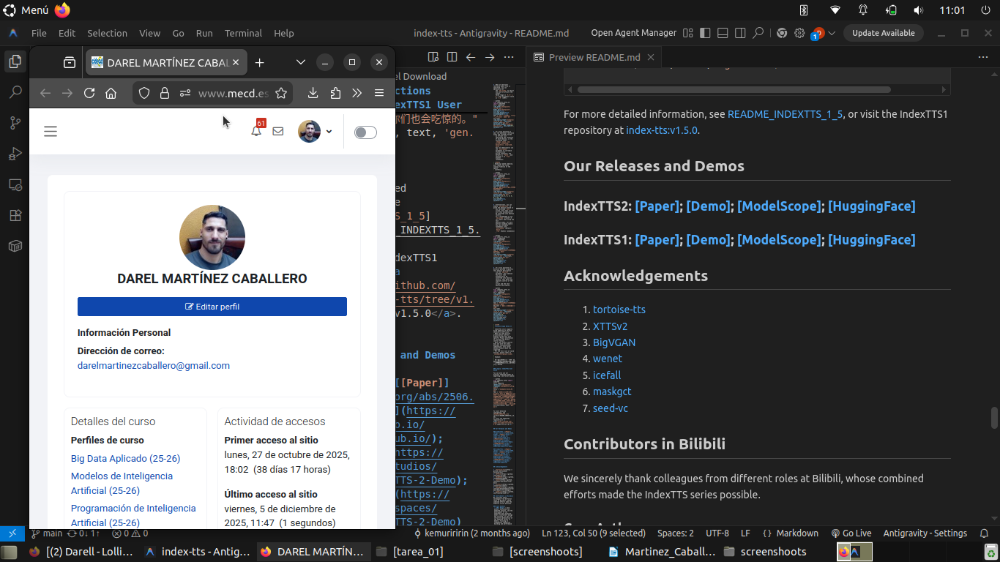 Menú
11:01
File Edit Selection View Go Run Terminal Help
index-tts - Antigravity - README.md
Open Agent Manager
1
Update Available
DAREL MARTÍNEZ CABAL
Preview README.md
www.mecd.es
61
DAREL MARTÍNEZ CABALLERO
Editar perfil
Información Personal
Dirección de correo:
darelmartinezcaballero@gmail.com
Detalles del curso
Perfiles de curso
Big Data Aplicado (25-26)
Modelos de Inteligencia
Artificial (25-26)
Programación de Inteligencia
Artificial (25-26)
Actividad de accesos
Primer acceso al sitio
lunes, 27 de octubre de 2025,
18:02 (38 días 17 horas)
Último acceso al sitio
viernes, 5 de diciembre de
2025, 11:47 (1 segundos)
el Download
ctions
exTTS1 User
你们也会吃惊的。"
, text, 'gen.
ed
e
S_1_5]
_INDEXTTS_1_5.
dexTTS1
a
ithub.com/
-tts/tree/v1.
v1.5.0</a>.
and Demos
[[Paper]]
org/abs/2506.
](https://
b.io/
ub.io/);
https://
tudios/
TTS-2-Demo);
(https://
spaces/
TTS-2-Demo)
For more detailed information, see README_INDEXTTS_1_5, or visit the IndexTTS1
repository at index-tts:v1.5.0.
Our Releases and Demos
IndexTTS2: [Paper]; [Demo]; [ModelScope]; [HuggingFace]
IndexTTS1: [Paper]; [Demo]; [ModelScope]; [HuggingFace]
Acknowledgements
1. tortoise-tts
2. XTTSv2
3. BigVGAN
4. wenet
5. icefall
6. maskgct
7. seed-vc
Contributors in Bilibili
We sincerely thank colleagues from different roles at Bilibili, whose combined
efforts made the IndexTTS series possible.
main 0↓ 1↑ 0 0
kemuririn (2 months ago) Ln 123, Col 50 (9 selected) Spaces: 2 UTF-8 LF {} Markdown Go Live Antigravity - Settings
[(2) Darell - Lolli... index-tts - Antig... DAREL MARTÍN... [tarea_01] [screenshoots] Martinez_Caball... screenshoots